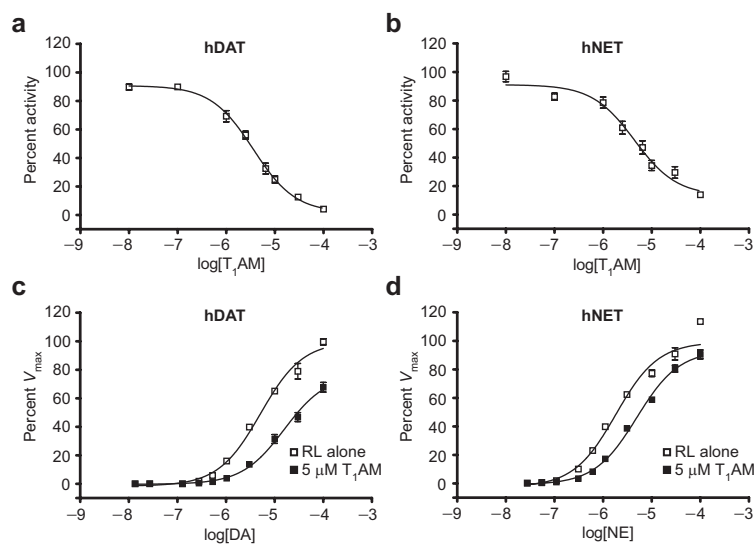 a
hDAT
Percent activity
120
100
80
60
40
20
0
−9 −8 −7 −6 −5 −4 −3
log[T₁AM]
b
hNET
Percent activity
120
100
80
60
40
20
0
−9 −8 −7 −6 −5 −4 −3
log[T₁AM]
c
hDAT
Percent Vmax
120
100
80
60
40
20
0
RL alone
5 μM T₁AM
−9 −8 −7 −6 −5 −4 −3
log[DA]
d
hNET
Percent Vmax
120
100
80
60
40
20
0
RL alone
5 μM T₁AM
−9 −8 −7 −6 −5 −4 −3
log[NE]